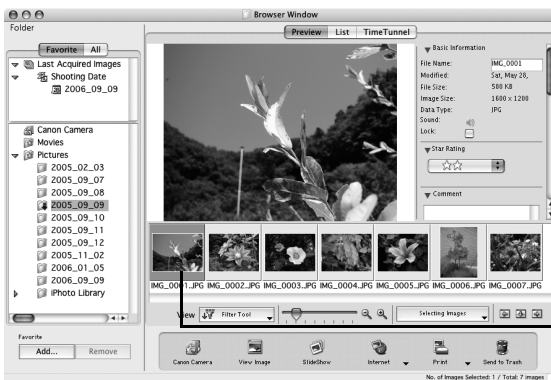 Browser Window
Folder
Favorite All
Last Acquired Images
Shooting Date
2006_09_09
Canon Camera
Movies
Pictures
2005_02_03
2005_09_07
2005_09_08
2005_09_09
2005_09_10
2005_09_11
2005_09_12
2005_11_02
2006_01_05
2006_09_09
iPhoto Library
Favorite
Add... Remove
Preview List TimeTunnel
Basic Information
File Name: IMG_0001
Modified: Sat, May 28,
File Size: 500 KB
Image Size: 1600 x 1200
Data Type: JPG
Sound:
Lock:
Star Rating
Comment
IMG_0001..JPG IMG_0002..JPG IMG_0003..JPG IMG_0004..JPG IMG_0005..JPG IMG_0006..JPG IMG_0007..JPG
View Filter Tool Selecting Images
Canon Camera View Image SlideShow Internet Print Send to Trash
No. of Images Selected: 1 / Total: 7 images